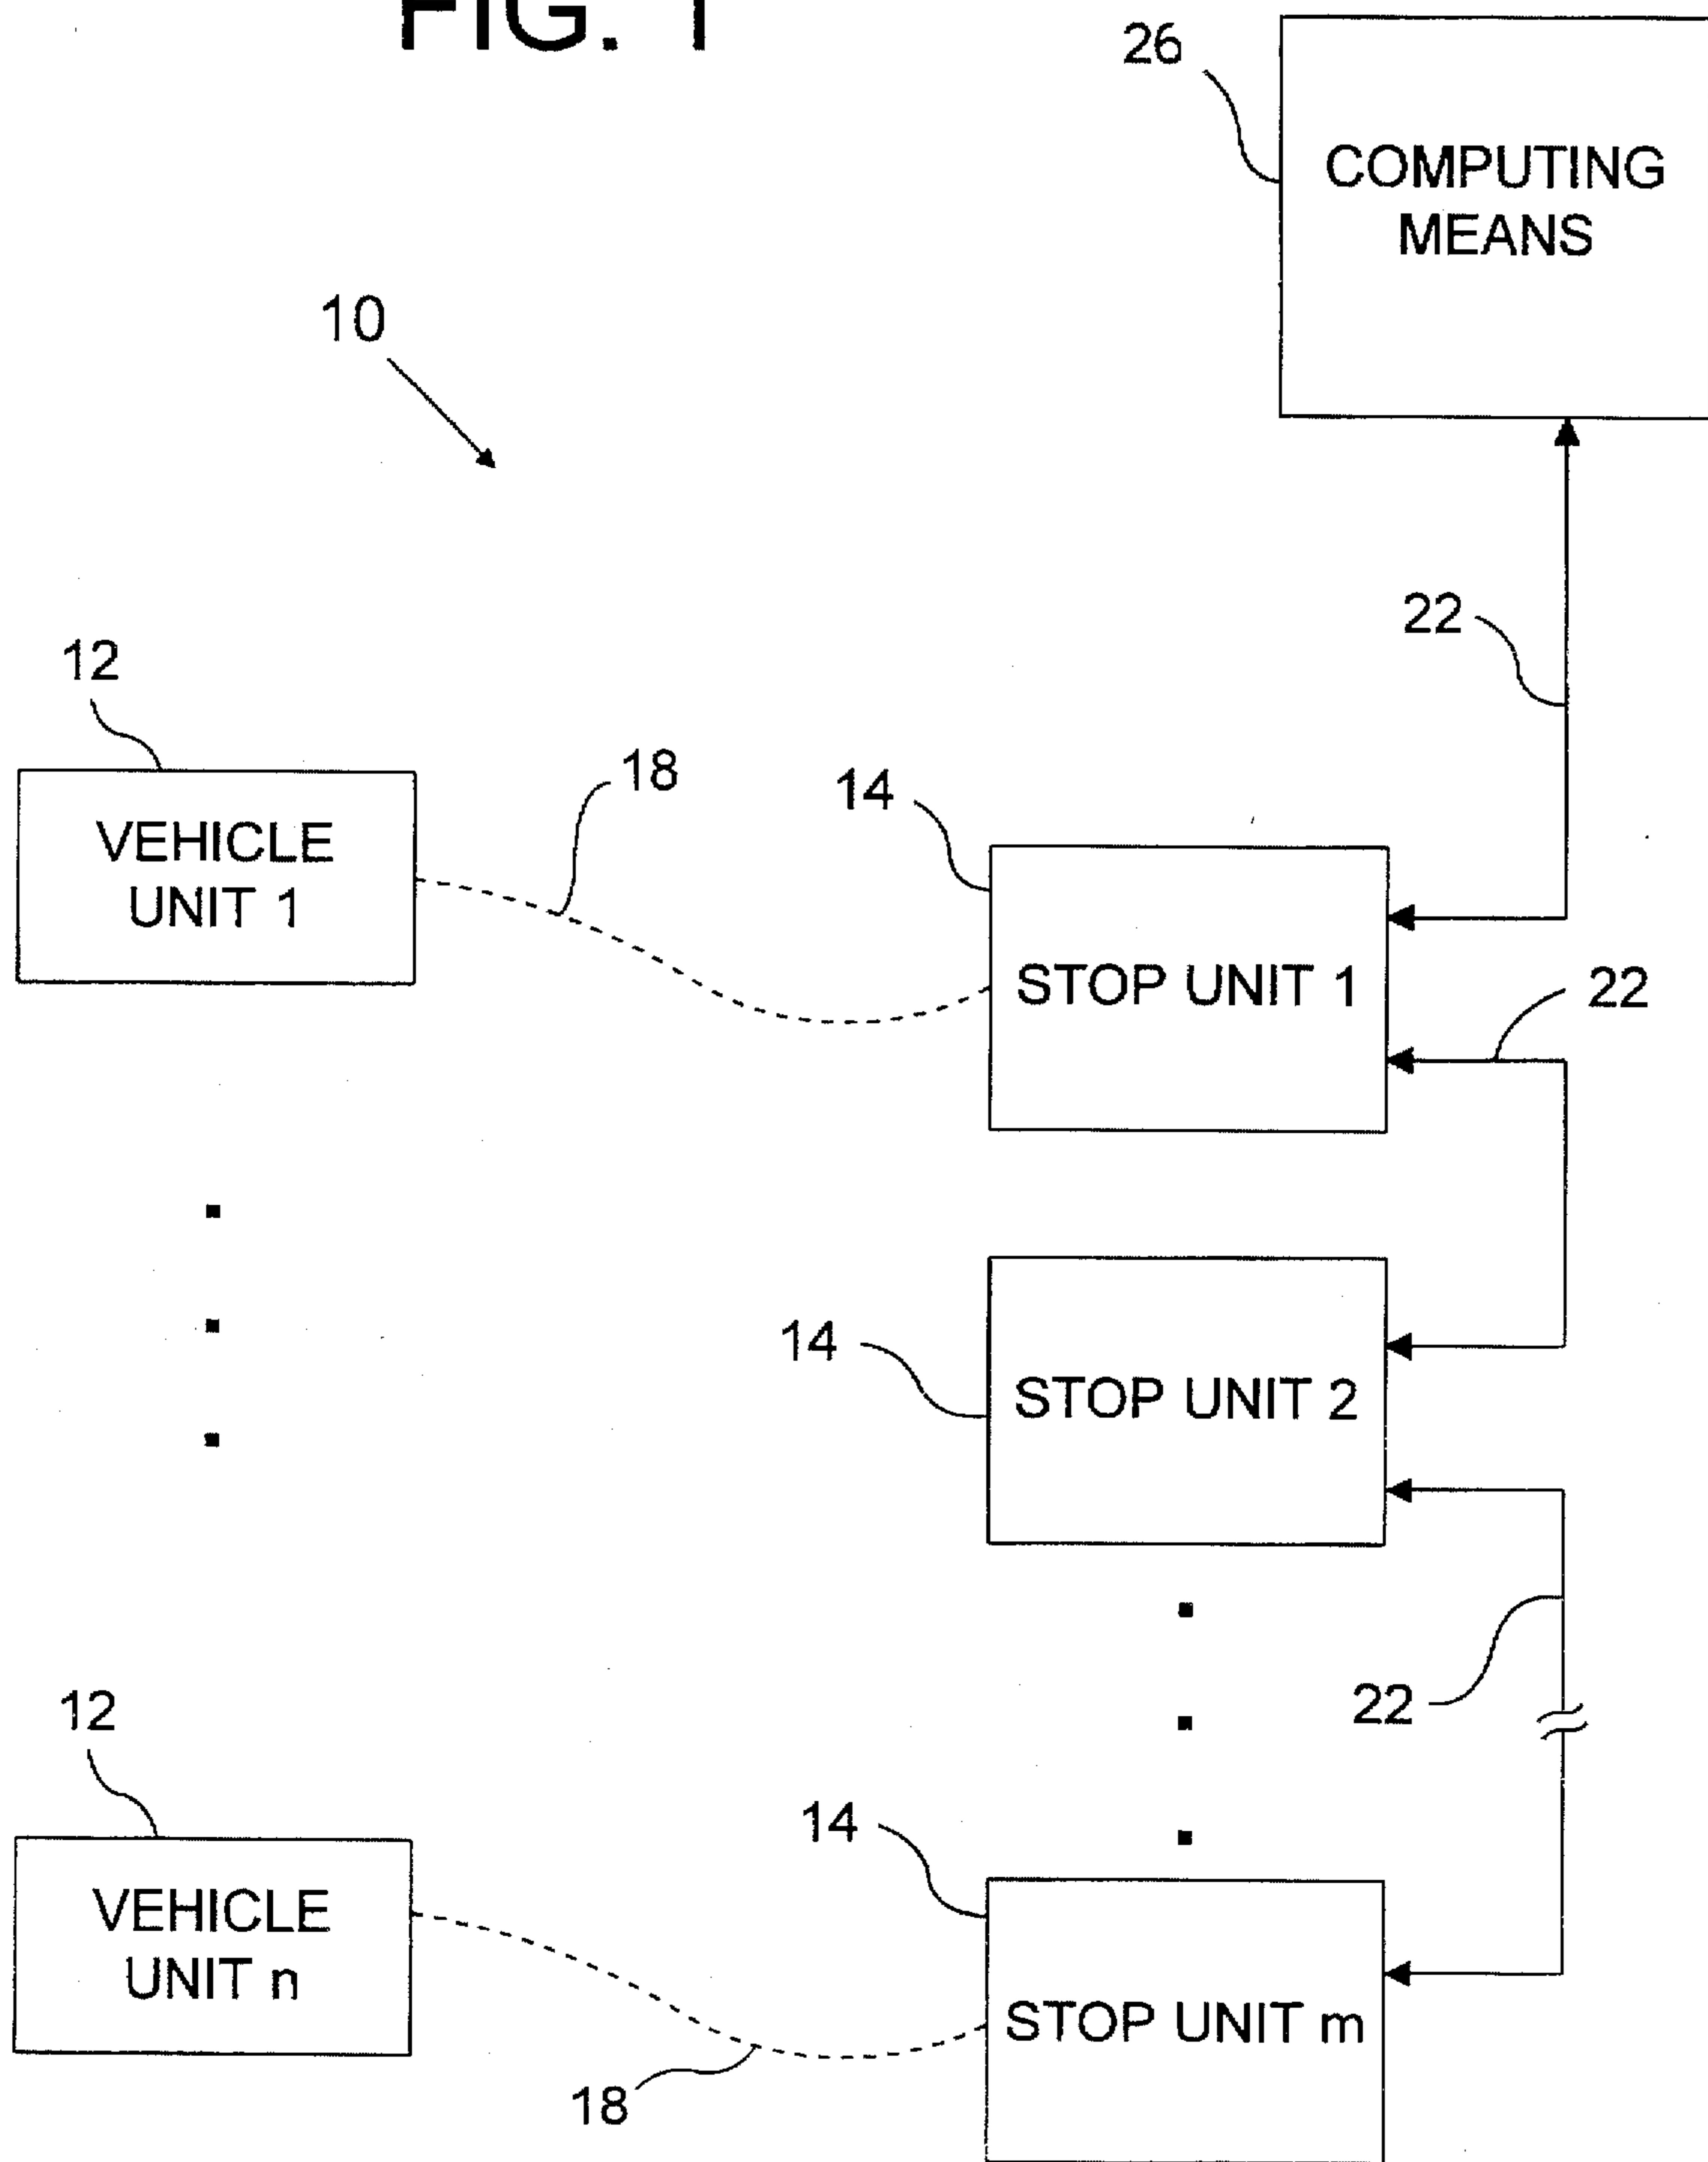 FIG. 1
26
COMPUTING
MEANS
10
22
12
18
14
VEHICLE
UNIT 1
STOP UNIT 1
22
14
STOP UNIT 2
22
12
14
VEHICLE
UNIT n
STOP UNIT m
18